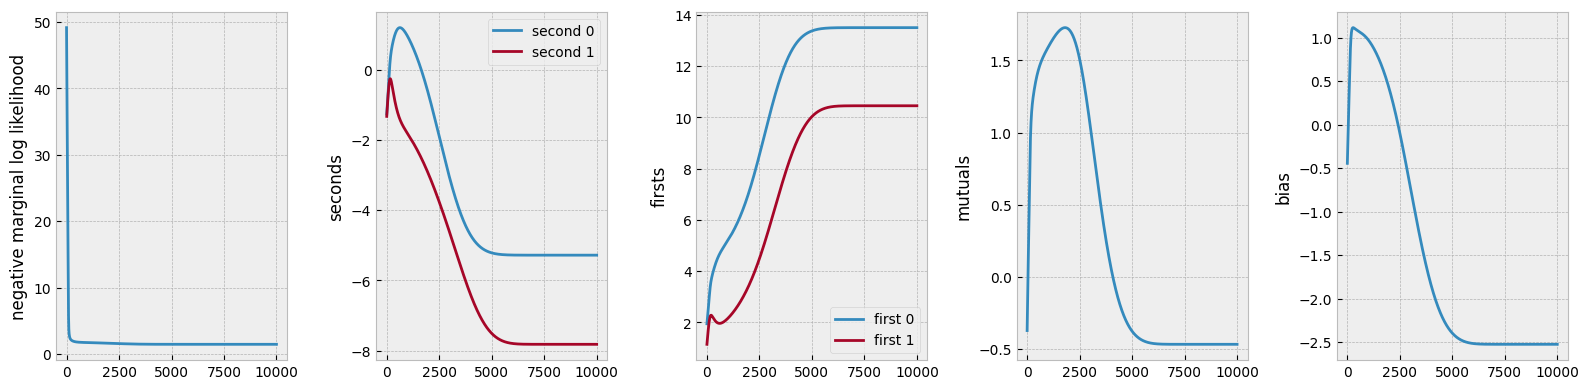 negative marginal log likelihood
50
40
30
20
10
0
0 2500 5000 7500 10000
seconds
0
−2
−4
−6
−8
second 0
second 1
0 2500 5000 7500 10000
firsts
14
12
10
8
6
4
2
first 0
first 1
0 2500 5000 7500 10000
mutuals
1.5
1.0
0.5
0.0
−0.5
0 2500 5000 7500 10000
bias
1.0
0.5
0.0
−0.5
−1.0
−1.5
−2.0
−2.5
0 2500 5000 7500 10000